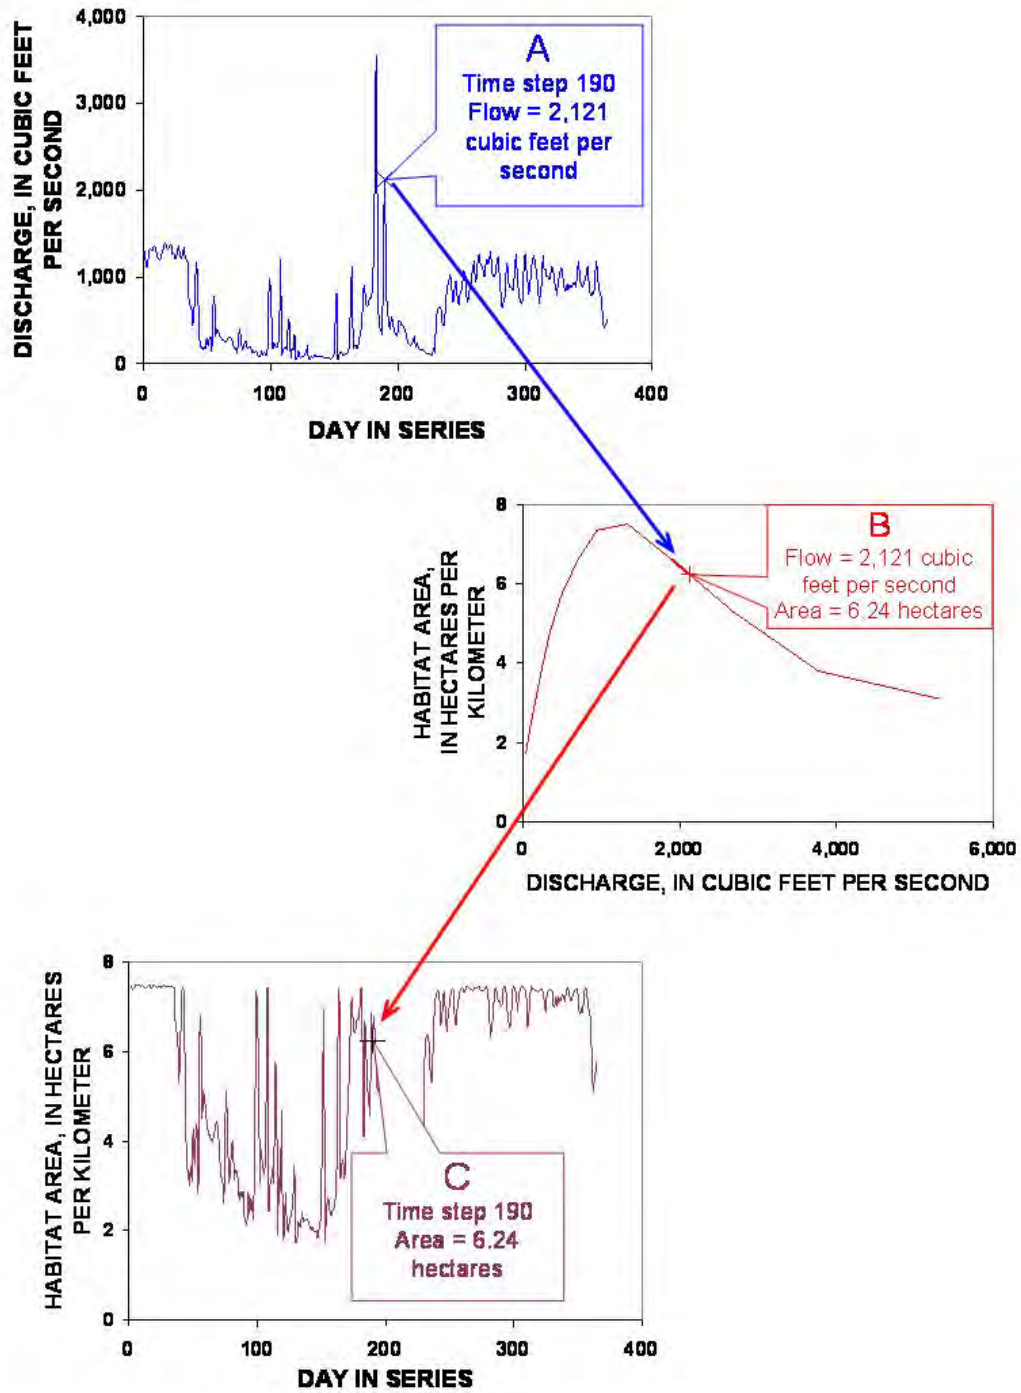 DISCHARGE, IN CUBIC FEET
PER SECOND
4,000
3,000
2,000
1,000
0
A
Time step 190
Flow = 2,121
cubic feet per
second
0 100 200 300 400
DAY IN SERIES
HABITAT AREA,
IN HECTARES PER
KILOMETER
8
6
4
2
0
B
Flow = 2,121 cubic
feet per second
Area = 6.24 hectares
0 2,000 4,000 6,000
DISCHARGE, IN CUBIC FEET PER SECOND
HABITAT AREA, IN HECTARES
PER KILOMETER
8
6
4
2
0
C
Time step 190
Area = 6.24
hectares
0 100 200 300 400
DAY IN SERIES